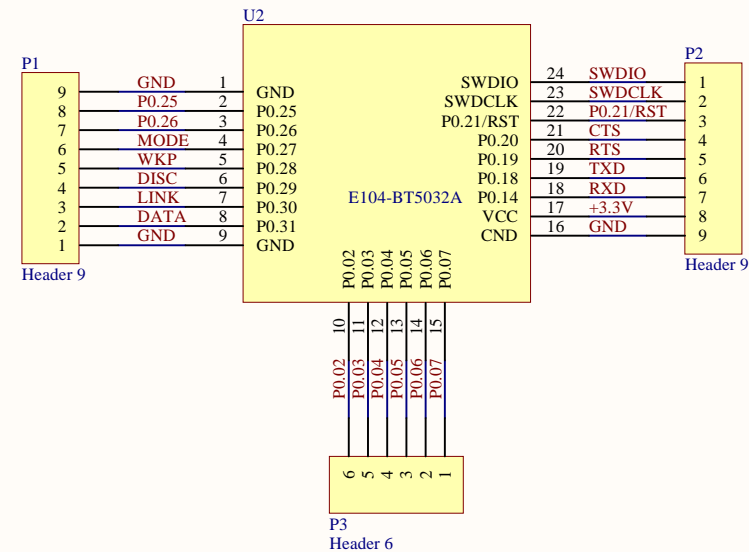 U2
P1
9 GND 1 GND
8 P0.25 2 P0.25
7 P0.26 3 P0.26
6 MODE 4 P0.27
5 WKP 5 P0.28
4 DISC 6 P0.29
3 LINK 7 P0.30
2 DATA 8 P0.31
1 GND 9 GND
Header 9
E104-BT5032A
P2
SWDIO 24 SWDIO 1
SWDCLK 23 SWDCLK 2
P0.21/RST 22 P0.21/RST 3
P0.20 21 CTS 4
P0.19 20 RTS 5
P0.18 19 TXD 6
P0.14 18 RXD 7
VCC 17 +3.3V 8
CND 16 GND 9
Header 9
P0.02 P0.03 P0.04 P0.05 P0.06 P0.07
10 11 12 13 14 15
P0.02 P0.03 P0.04 P0.05 P0.06 P0.07
6 5 4 3 2 1
P3
Header 6